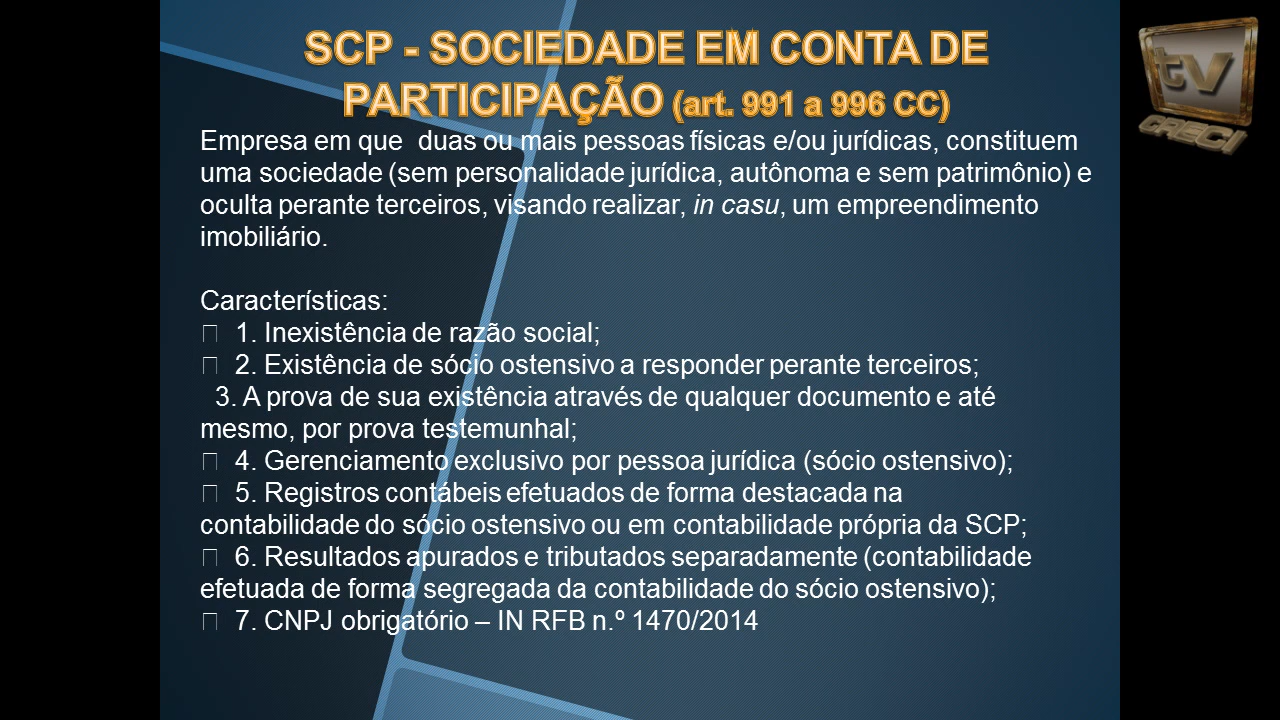 SCP - SOCIEDADE EM CONTA DE
PARTICIPAÇÃO (art. 991 a 996 CC)
tv
CRECI
Empresa em que  duas ou mais pessoas físicas e/ou jurídicas, constituem
uma sociedade (sem personalidade jurídica, autônoma e sem patrimônio) e
oculta perante terceiros, visando realizar, in casu, um empreendimento
imobiliário.
Características:
1. Inexistência de razão social;
2. Existência de sócio ostensivo a responder perante terceiros;
3. A prova de sua existência através de qualquer documento e até
mesmo, por prova testemunhal;
4. Gerenciamento exclusivo por pessoa jurídica (sócio ostensivo);
5. Registros contábeis efetuados de forma destacada na
contabilidade do sócio ostensivo ou em contabilidade própria da SCP;
6. Resultados apurados e tributados separadamente (contabilidade
efetuada de forma segregada da contabilidade do sócio ostensivo);
7. CNPJ obrigatório – IN RFB n.º 1470/2014